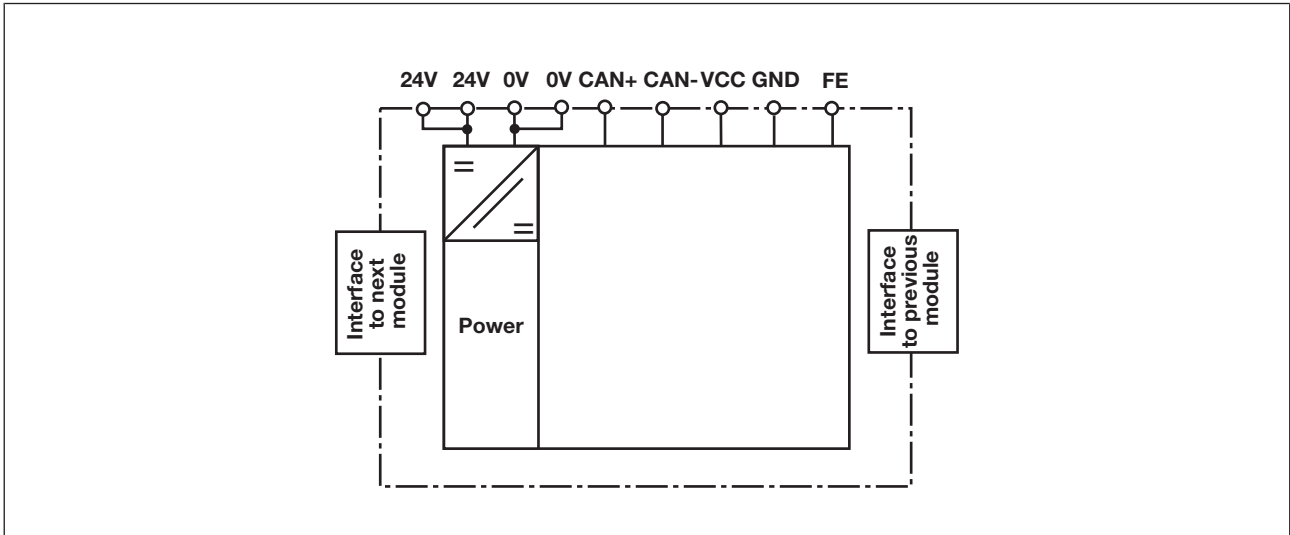 24V 24V 0V 0V CAN+ CAN- VCC GND FE
Interface
to next
module
Power
Interface
to previous
module